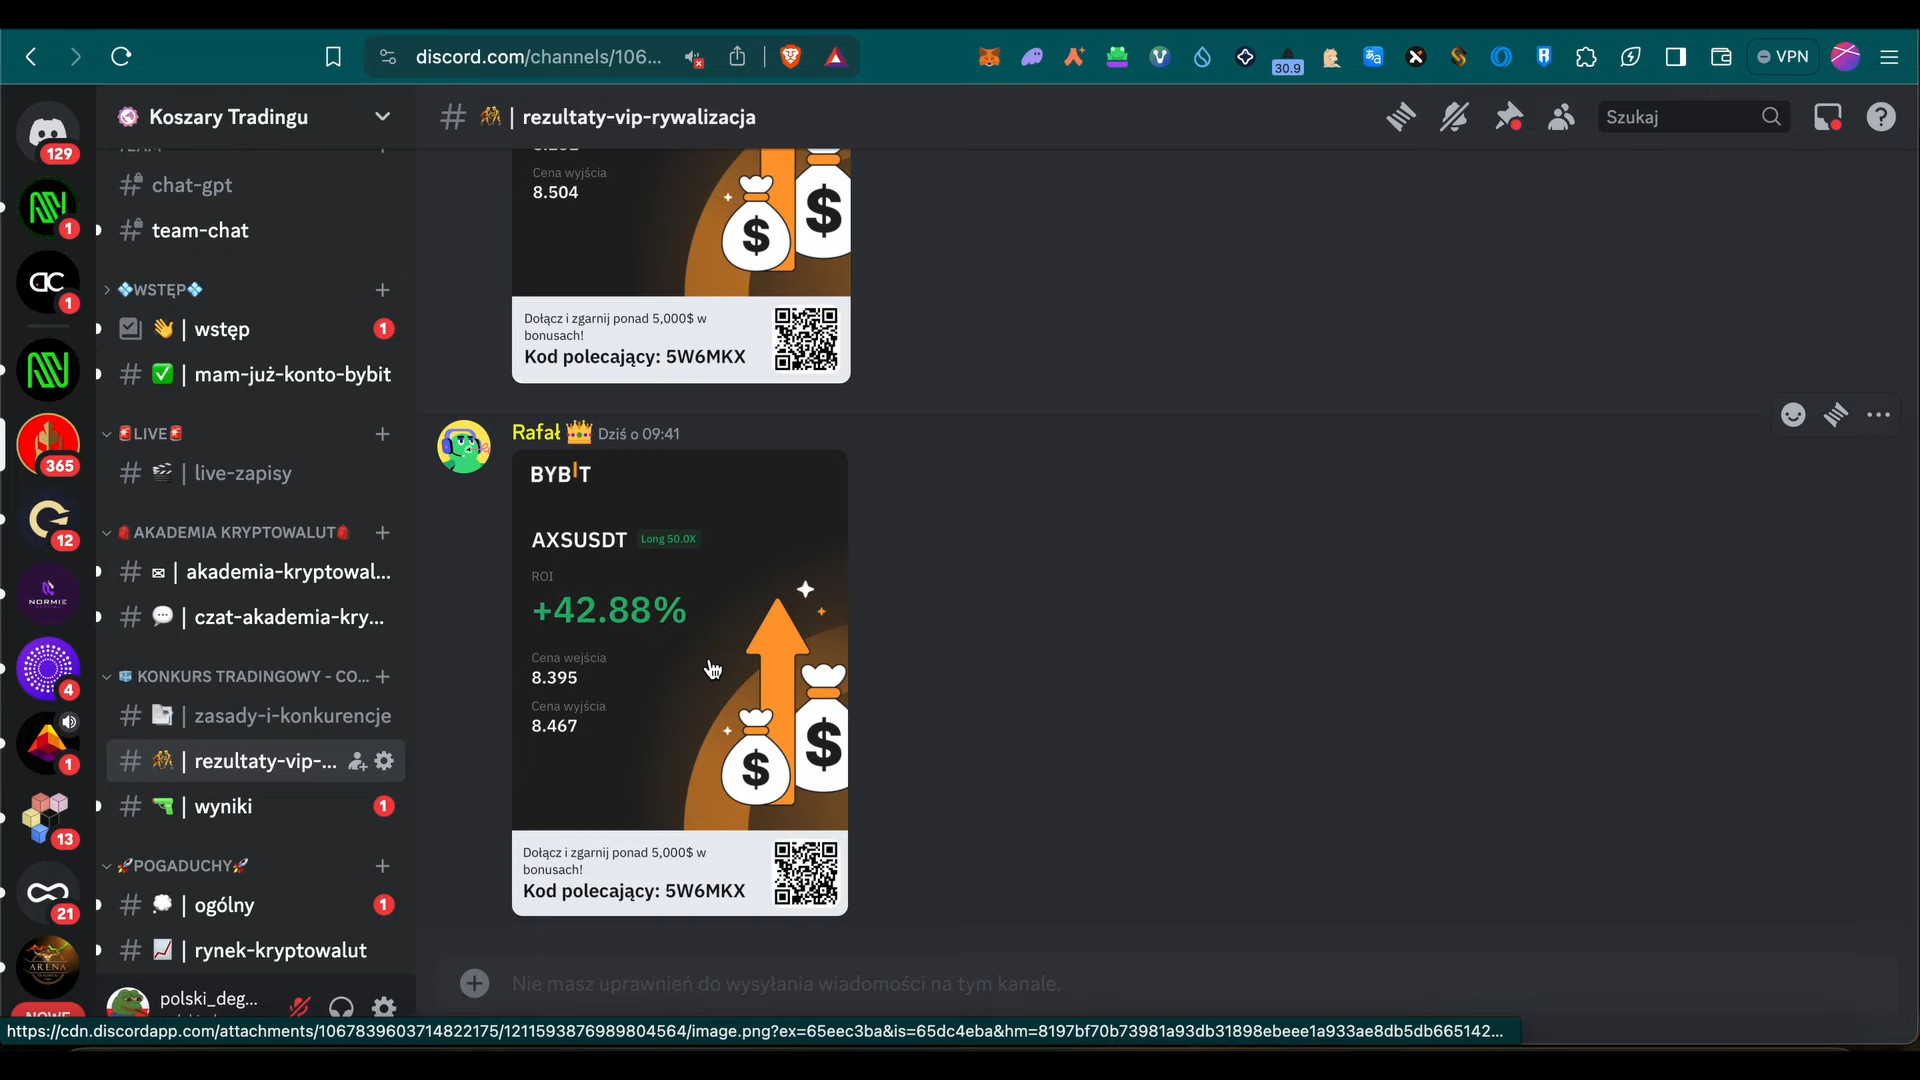 discord.com/channels/106...
30.9
VPN
129
1
1
365
12
NORMIE
4
1
13
21
ARENA
NOWE
Koszary Tradingu
TEAM
chat-gpt
team-chat
WSTĘP
| wstęp
1
| mam-już-konto-bybit
LIVE
| live-zapisy
AKADEMIA KRYPTOWALUT
| akademia-kryptowal...
| czat-akademia-kry...
KONKURS TRADINGOWY - CO...
| zasady-i-konkurencje
| rezultaty-vip-...
| wyniki
1
POGADUCHY
| ogólny
1
| rynek-kryptowalut
polski_deg...
# | rezultaty-vip-rywalizacja
Szukaj
Cena wyjścia
8.504
Dołącz i zgarnij ponad 5,000$ w
bonusach!
Kod polecający: 5W6MKX
Rafał Dziś o 09:41
BYBIT
AXSUSDT Long 50.0X
ROI
+42.88%
Cena wejścia
8.395
Cena wyjścia
8.467
$ $
Dołącz i zgarnij ponad 5,000$ w
bonusach!
Kod polecający: 5W6MKX
Nie masz uprawnień do wysyłania wiadomości na tym kanale.
https://cdn.discordapp.com/attachments/1067839603714822175/1211593876989804564/image.png?ex=65eec3ba&is=65dc4eba&hm=8197bf70b73981a93db31898ebeee1a933ae8db5db665142...